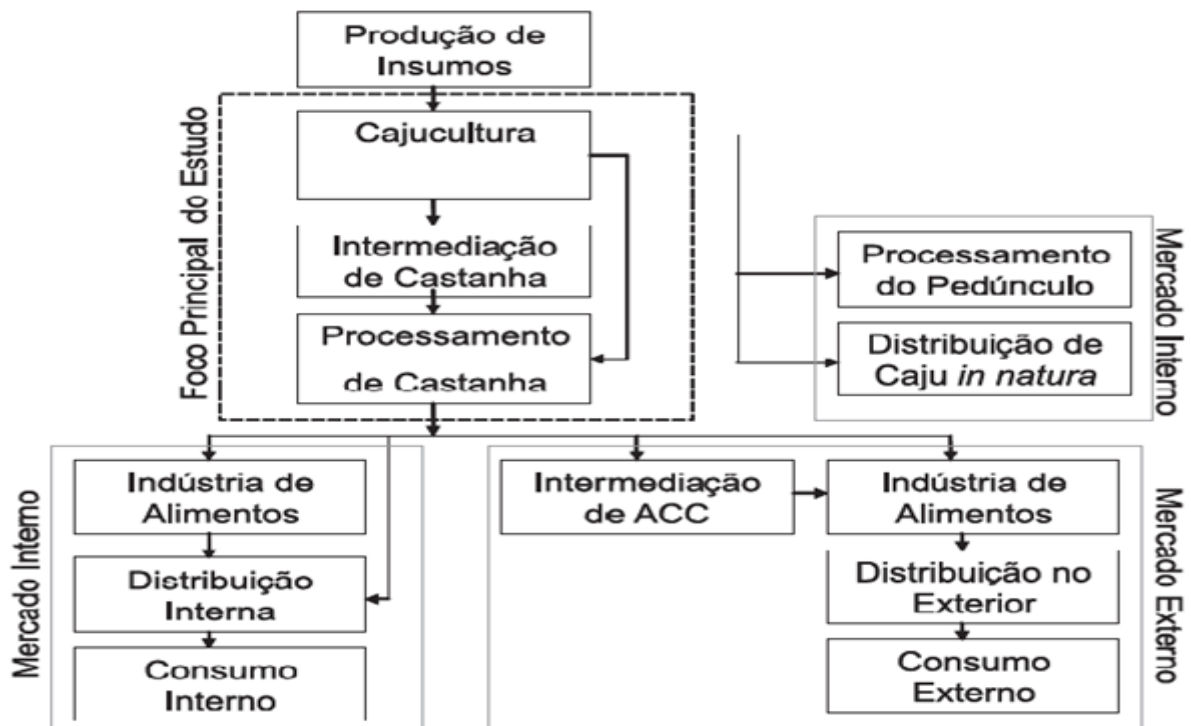 Produção de
Insumos
Foco Principal do Estudo
Cajucultura
Intermediação
de Castanha
Processamento
de Castanha
Processamento
do Pedúnculo
Distribuição de
Caju in natura
Mercado Interno
Mercado Interno
Indústria de
Alimentos
Distribuição
Interna
Consumo
Interno
Intermediação
de ACC
Indústria de
Alimentos
Distribuição no
Exterior
Consumo
Externo
Mercado Externo